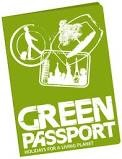 GREEN
PASSPORT
HOLIDAYS FOR A LIVING PLANET